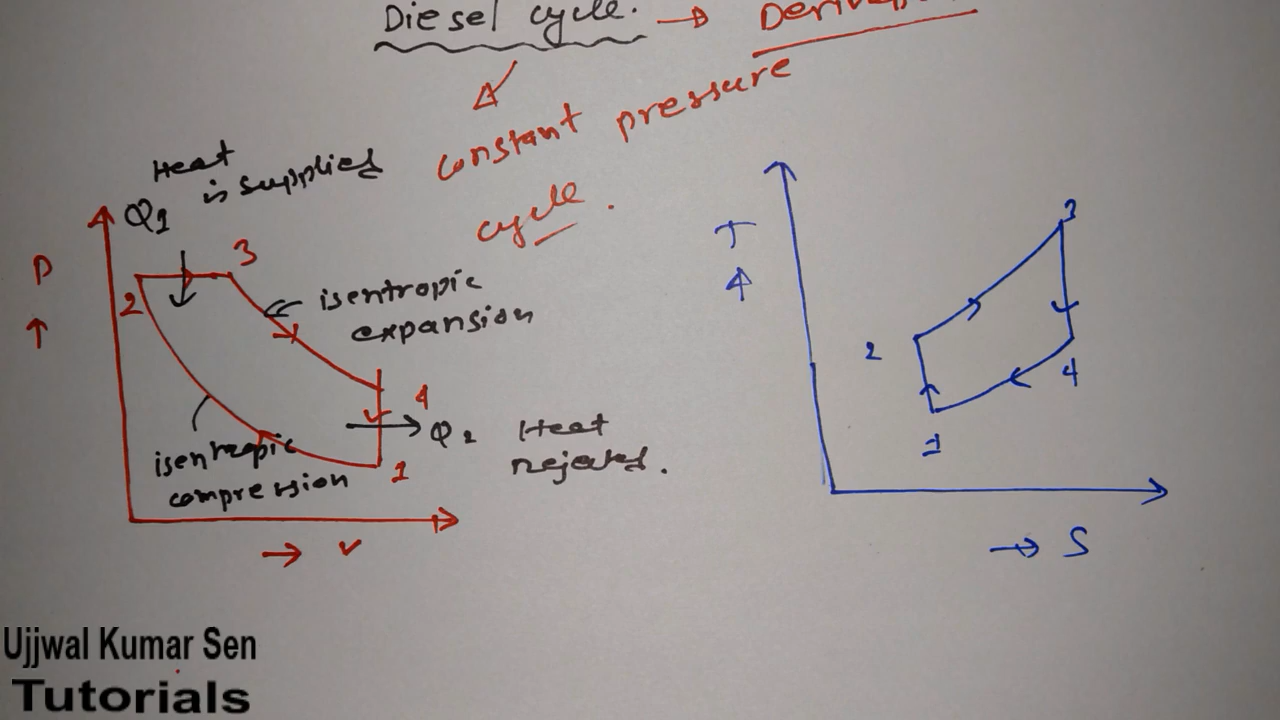 Diesel cycle. →
constant pressure
cycle.
Heat
is supplied
Q1
P
↑
2
3
isentropic
expansion
4
Q2 Heat
rejected.
isentropic
compression
1
→ v
T
↑
3
2
4
1
→ S
Ujjwal Kumar Sen
Tutorials